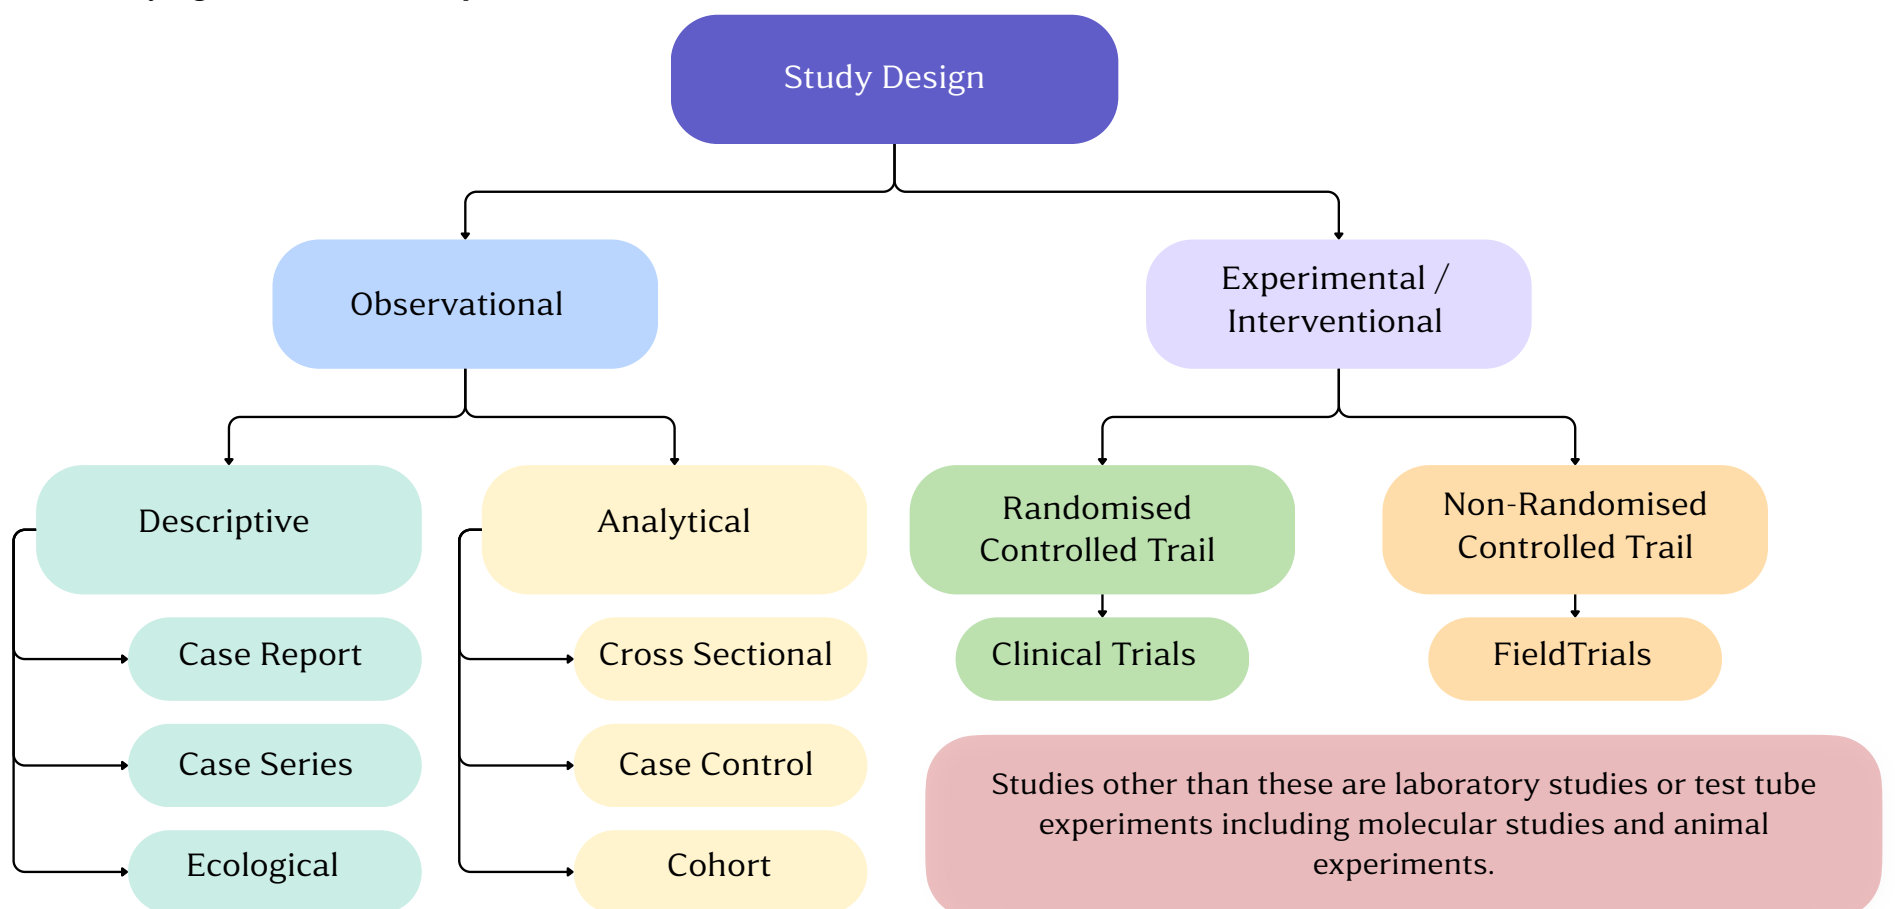 Study Design
Observational
Experimental /
Interventional
Descriptive
Analytical
Randomised
Controlled Trail
Non-Randomised
Controlled Trail
Case Report
Cross Sectional
Clinical Trials
FieldTrials
Case Series
Case Control
Studies other than these are laboratory studies or test tube
experiments including molecular studies and animal
experiments.
Ecological
Cohort